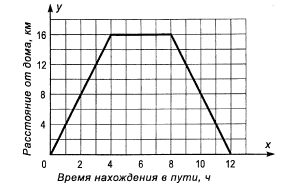 y
Расстояние от дома, км
16
12
8
4
0
2 4 6 8 10 12
x
Время нахождения в пути, ч